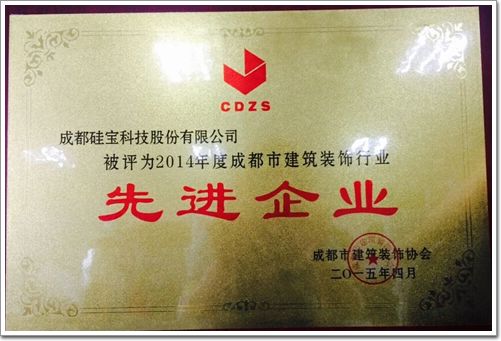 CDZS
成都硅宝科技股份有限公司
被评为2014年度成都市建筑装饰行业
先进企业
成都市建筑装饰协会
二〇一五年四月